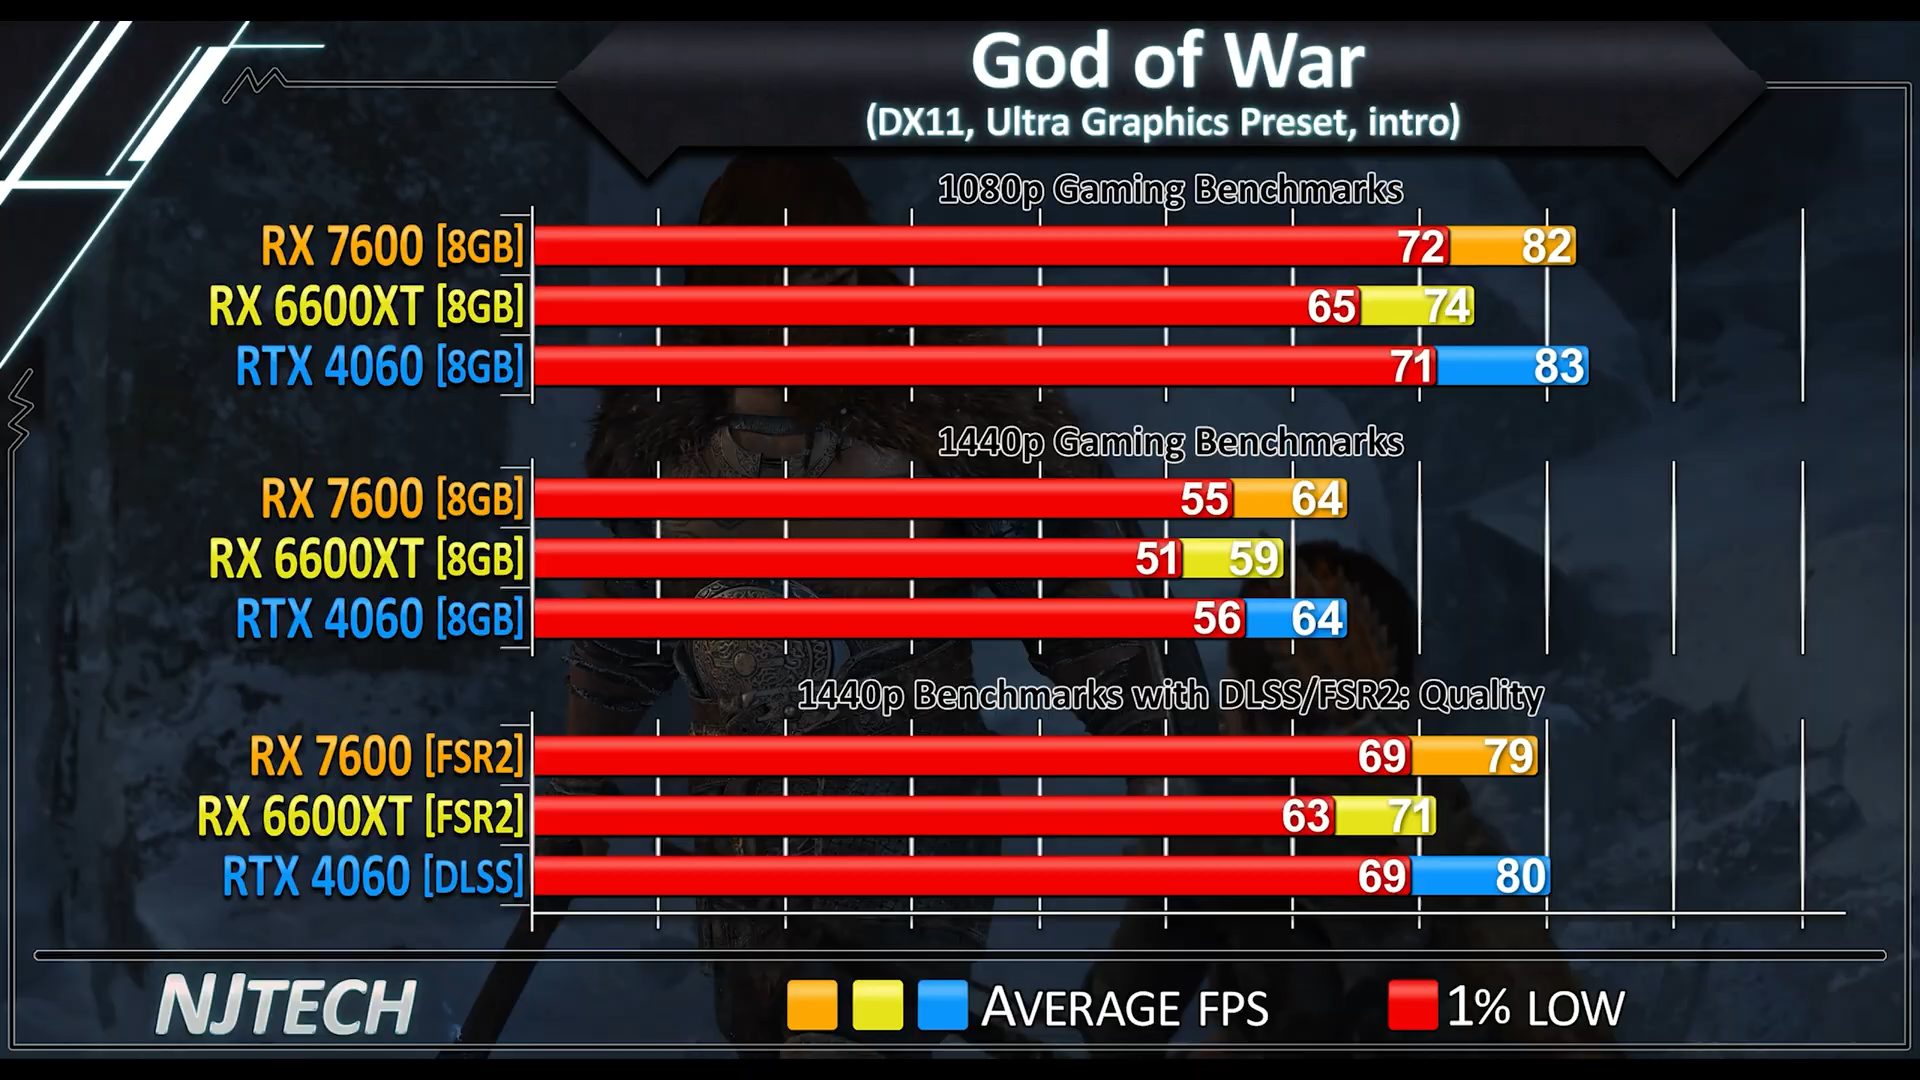 God of War
(DX11, Ultra Graphics Preset, intro)
1080p Gaming Benchmarks
RX 7600 [8GB] 72 82
RX 6600XT [8GB] 65 74
RTX 4060 [8GB] 71 83
1440p Gaming Benchmarks
RX 7600 [8GB] 55 64
RX 6600XT [8GB] 51 59
RTX 4060 [8GB] 56 64
1440p Benchmarks with DLSS/FSR2: Quality
RX 7600 [FSR2] 69 79
RX 6600XT [FSR2] 63 71
RTX 4060 [DLSS] 69 80
NJTECH AVERAGE FPS 1% LOW